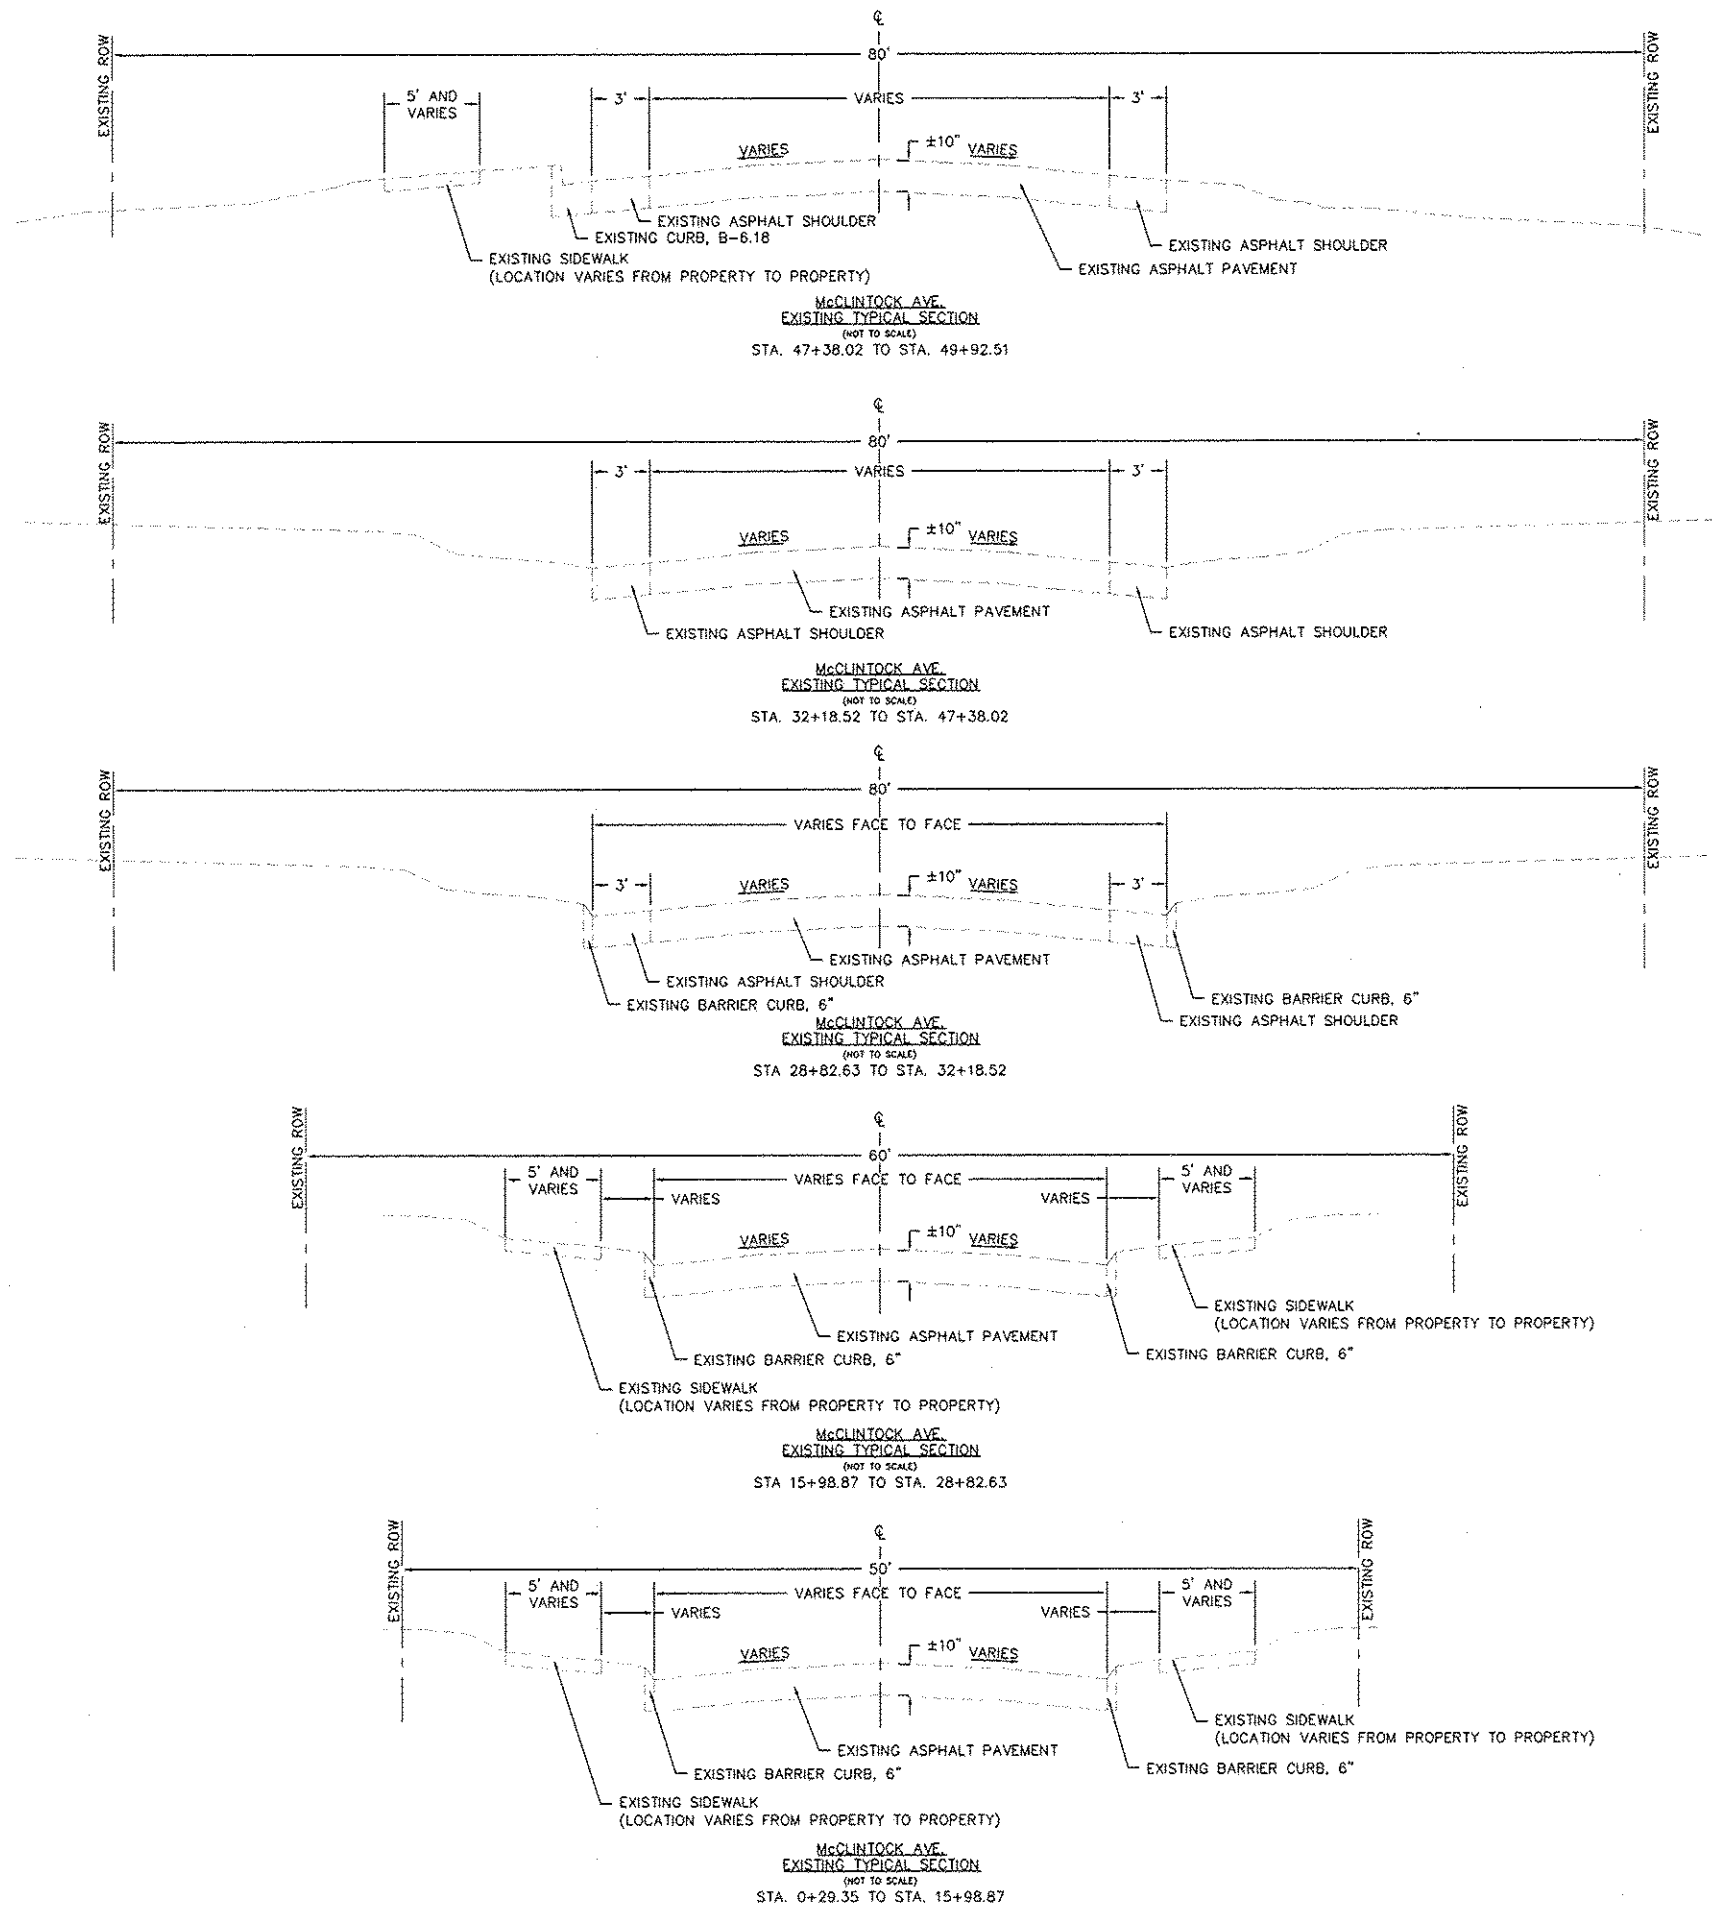 ℄
EXISTING ROW
80'
EXISTING ROW
5' AND
VARIES
3'
VARIES
3'
VARIES
±10"
VARIES
EXISTING ASPHALT SHOULDER
EXISTING CURB, B-6.18
EXISTING SIDEWALK
(LOCATION VARIES FROM PROPERTY TO PROPERTY)
EXISTING ASPHALT SHOULDER
EXISTING ASPHALT PAVEMENT
McCLINTOCK AVE.
EXISTING TYPICAL SECTION
(NOT TO SCALE)
STA. 47+38.02 TO STA. 49+92.51
℄
EXISTING ROW
80'
EXISTING ROW
3'
VARIES
3'
VARIES
±10"
VARIES
EXISTING ASPHALT PAVEMENT
EXISTING ASPHALT SHOULDER
EXISTING ASPHALT SHOULDER
McCLINTOCK AVE.
EXISTING TYPICAL SECTION
(NOT TO SCALE)
STA. 32+18.52 TO STA. 47+38.02
℄
EXISTING ROW
80'
EXISTING ROW
VARIES FACE TO FACE
3'
VARIES
±10"
VARIES
3'
EXISTING ASPHALT PAVEMENT
EXISTING ASPHALT SHOULDER
EXISTING BARRIER CURB, 6"
EXISTING BARRIER CURB, 6"
EXISTING ASPHALT SHOULDER
McCLINTOCK AVE.
EXISTING TYPICAL SECTION
(NOT TO SCALE)
STA 28+82.63 TO STA. 32+18.52
℄
EXISTING ROW
60'
EXISTING ROW
5' AND
VARIES
VARIES FACE TO FACE
5' AND
VARIES
VARIES
VARIES
VARIES
±10"
VARIES
EXISTING SIDEWALK
(LOCATION VARIES FROM PROPERTY TO PROPERTY)
EXISTING ASPHALT PAVEMENT
EXISTING BARRIER CURB, 6"
EXISTING BARRIER CURB, 6"
EXISTING SIDEWALK
(LOCATION VARIES FROM PROPERTY TO PROPERTY)
McCLINTOCK AVE.
EXISTING TYPICAL SECTION
(NOT TO SCALE)
STA 15+98.87 TO STA. 28+82.63
℄
EXISTING ROW
50'
EXISTING ROW
5' AND
VARIES
VARIES FACE TO FACE
5' AND
VARIES
VARIES
VARIES
VARIES
±10"
VARIES
EXISTING SIDEWALK
(LOCATION VARIES FROM PROPERTY TO PROPERTY)
EXISTING ASPHALT PAVEMENT
EXISTING BARRIER CURB, 6"
EXISTING BARRIER CURB, 6"
EXISTING SIDEWALK
(LOCATION VARIES FROM PROPERTY TO PROPERTY)
McCLINTOCK AVE.
EXISTING TYPICAL SECTION
(NOT TO SCALE)
STA. 0+29.35 TO STA. 15+98.87